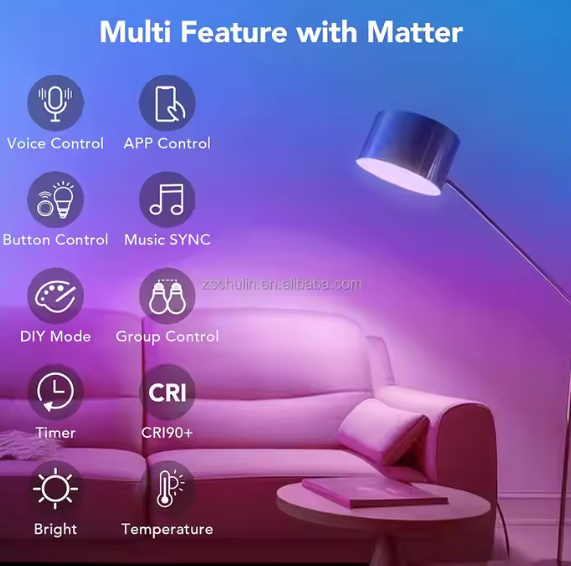 Multi Feature with Matter
Voice Control
APP Control
Button Control
Music SYNC
zschulin.en.alibaba.com
DIY Mode
Group Control
CRI
Timer
CRI90+
Bright
Temperature